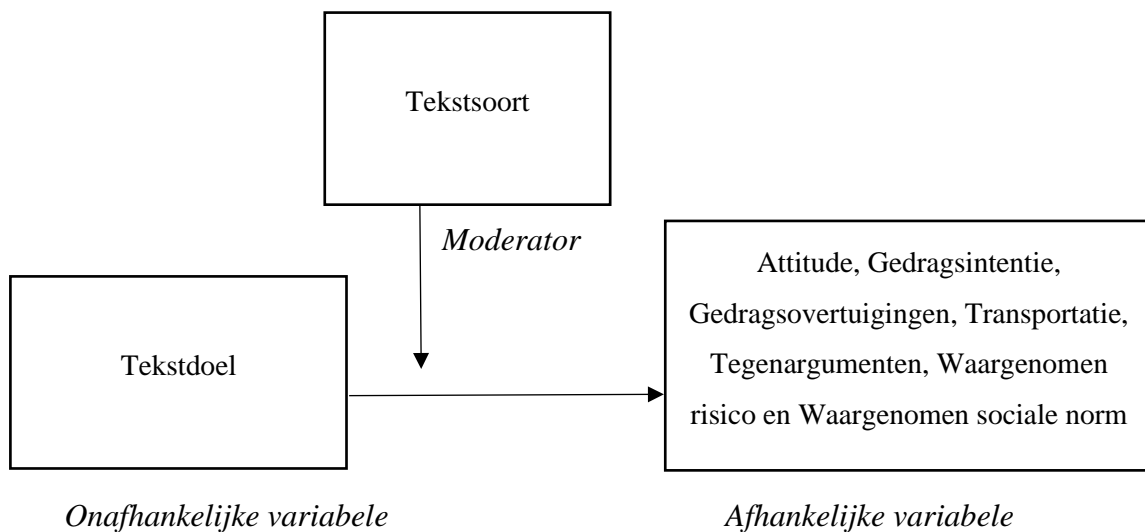 Tekstsoort
Moderator
Tekstdoel
Attitude, Gedragsintentie,
Gedragsovertuigingen, Transportatie,
Tegenargumenten, Waargenomen
risico en Waargenomen sociale norm
Onafhankelijke variabele
Afhankelijke variabele